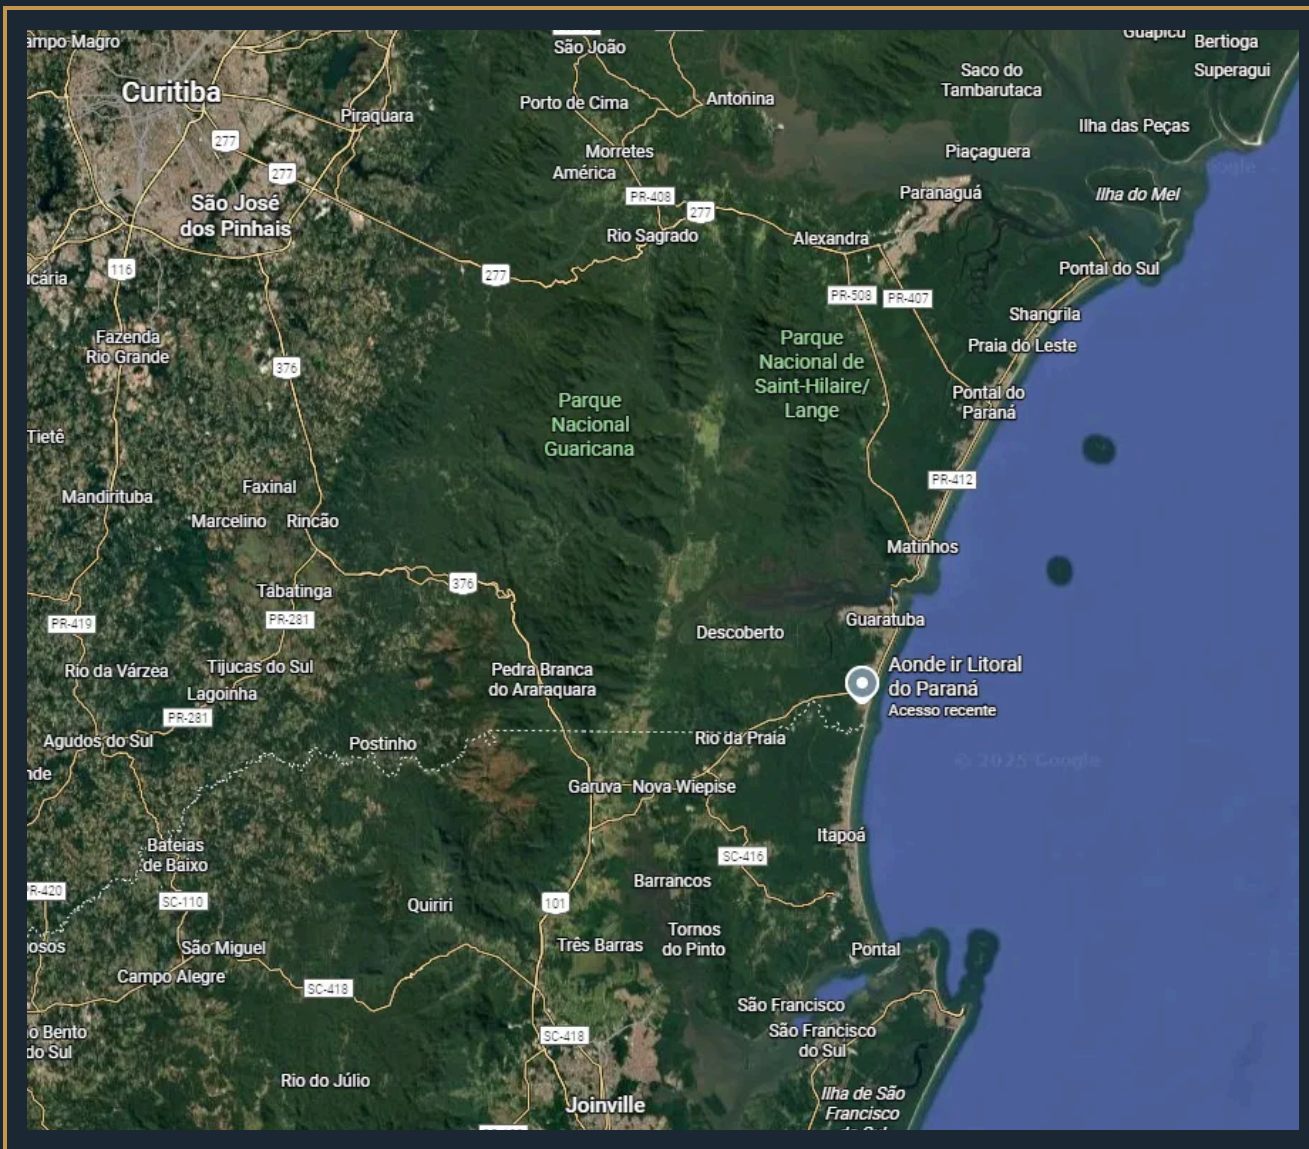 São João
Bertioga
Superagui
Saco do
Tambarutaca
Curitiba
Piraquara
Porto de Cima
Antonina
Ilha das Peças
277
Morretes
América
Piaçaguera
277
PR-408
277
Paranaguá
Ilha do Mel
São José
dos Pinhais
Rio Sagrado
Alexandra
116
277
Pontal do Sul
PR-508
PR-407
Shangrila
Fazenda
Rio Grande
Parque
Nacional de
Saint-Hilaire/
Lange
Praia do Leste
376
Parque
Nacional
Guaricana
Pontal do
Paraná
Tietê
PR-412
Mandirituba
Faxinal
Marcelino
Rincão
Matinhos
376
Tabatinga
PR-419
PR-281
Guaratuba
Descoberto
Rio da Várzea
Tijucas do Sul
Lagoinha
Pedra Branca
do Araraquara
Aonde ir Litoral
do Paraná
Acesso recente
PR-281
Agudos do Sul
Postinho
Rio da Praia
© 2025 Google
Garuva
Nova Wiepise
Itapoá
Bateias
de Baixo
SC-416
Barrancos
SC-110
Quiriri
101
São Miguel
Três Barras
Tornos
do Pinto
Pontal
Campo Alegre
SC-418
São Francisco
São Francisco
do Sul
SC-418
Rio do Júlio
Joinville
Ilha de São
Francisco